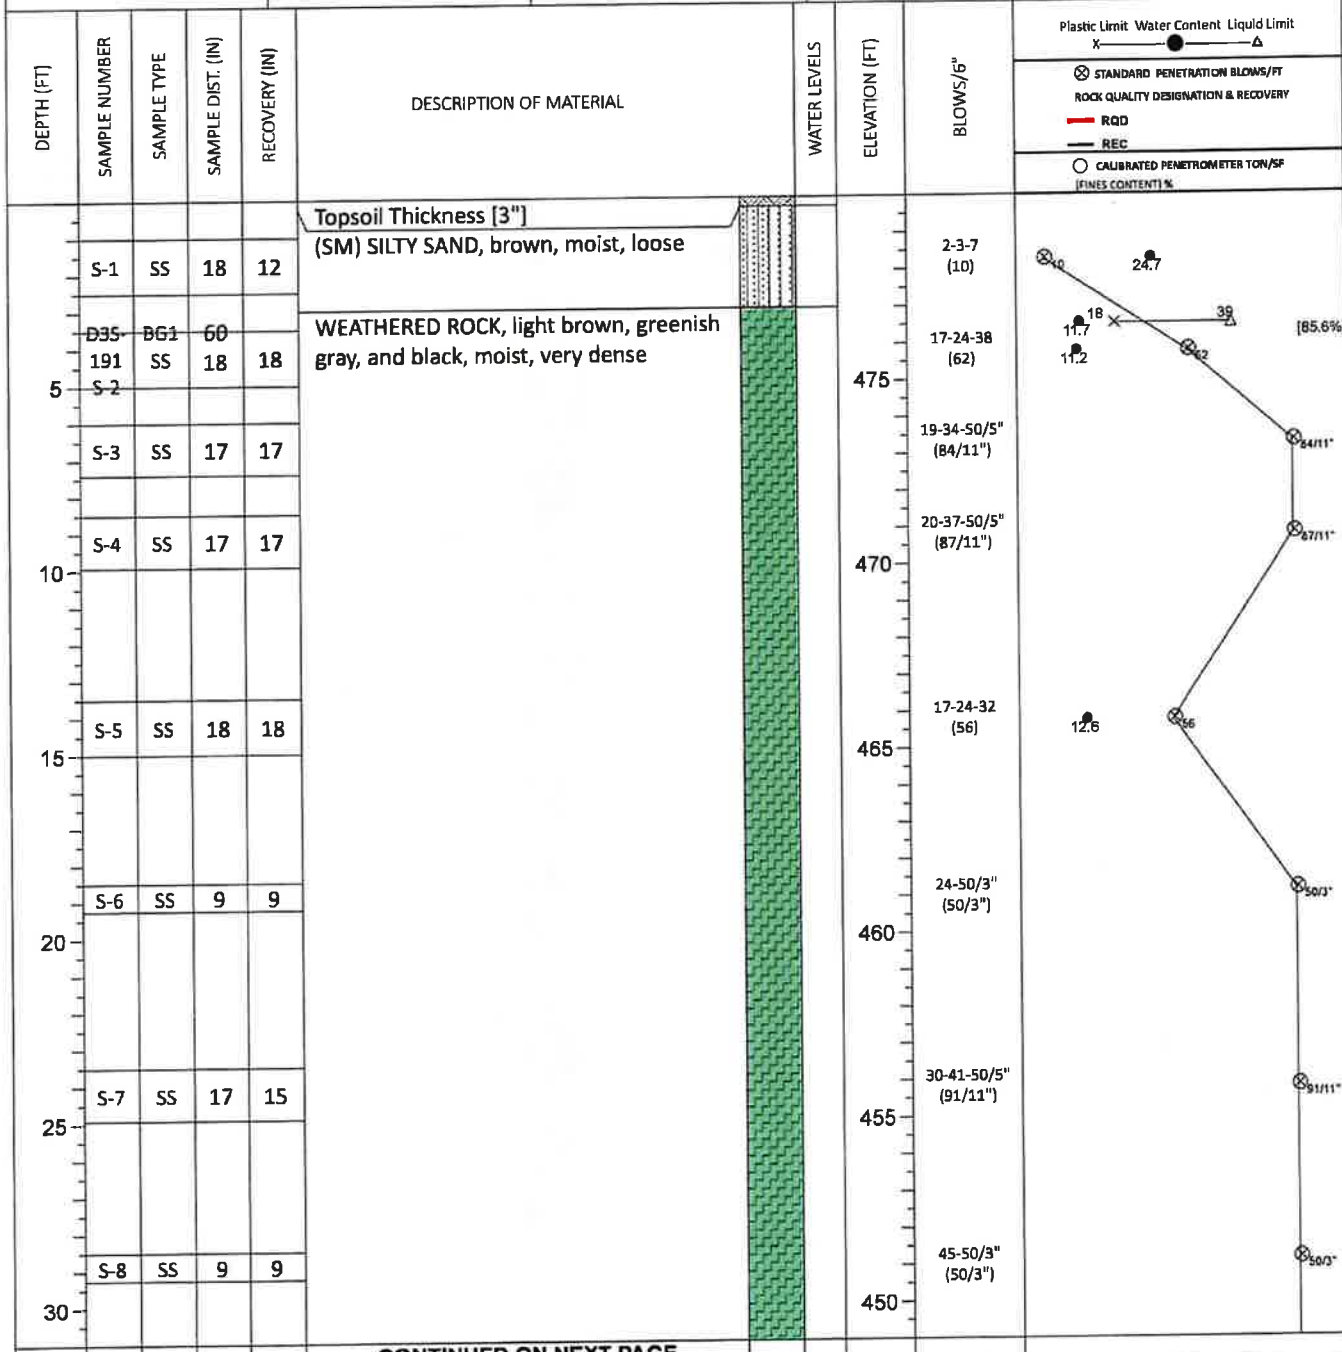 DEPTH (FT)
SAMPLE NUMBER
SAMPLE TYPE
SAMPLE DIST. (IN)
RECOVERY (IN)
DESCRIPTION OF MATERIAL
WATER LEVELS
ELEVATION (FT)
BLOWS/6"
Plastic Limit Water Content Liquid Limit
X
STANDARD PENETRATION BLOWS/FT
ROCK QUALITY DESIGNATION & RECOVERY
RQD
REC
CALIBRATED PENETROMETER TON/SF
[FINES CONTENT] %
Topsoil Thickness [3"]
(SM) SILTY SAND, brown, moist, loose
S-1 SS 18 12
2-3-7
(10)
10
24.7
WEATHERED ROCK, light brown, greenish
gray, and black, moist, very dense
D3S- BG1 60
191 SS 18 18
S-2
17-24-38
(62)
18
39
11.7
11.2
62
[85.6%
5
475
S-3 SS 17 17
19-34-50/5"
(84/11")
84/11"
S-4 SS 17 17
20-37-50/5"
(87/11")
87/11"
10
470
S-5 SS 18 18
17-24-32
(56)
12.6
56
15
465
S-6 SS 9 9
24-50/3"
(50/3")
50/3"
20
460
S-7 SS 17 15
30-41-50/5"
(91/11")
91/11"
25
455
S-8 SS 9 9
45-50/3"
(50/3")
50/3"
30
450
CONTINUED ON NEXT PAGE